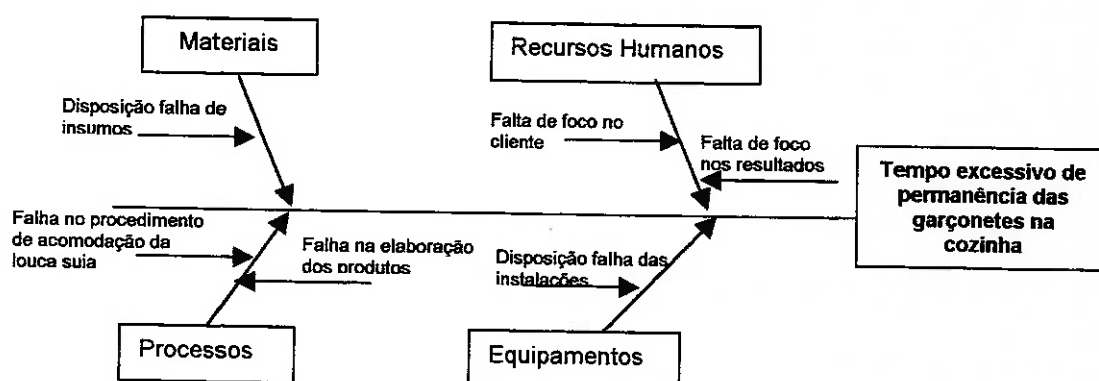 Materiais
Recursos Humanos
Disposição falha de
insumos
Falta de foco no
cliente
Falta de foco
nos resultados
Tempo excessivo de
permanência das
garçonetes na
cozinha
Falha no procedimento
de acomodação da
louca suia
Falha na elaboração
dos produtos
Disposição falha das
instalações
Processos
Equipamentos